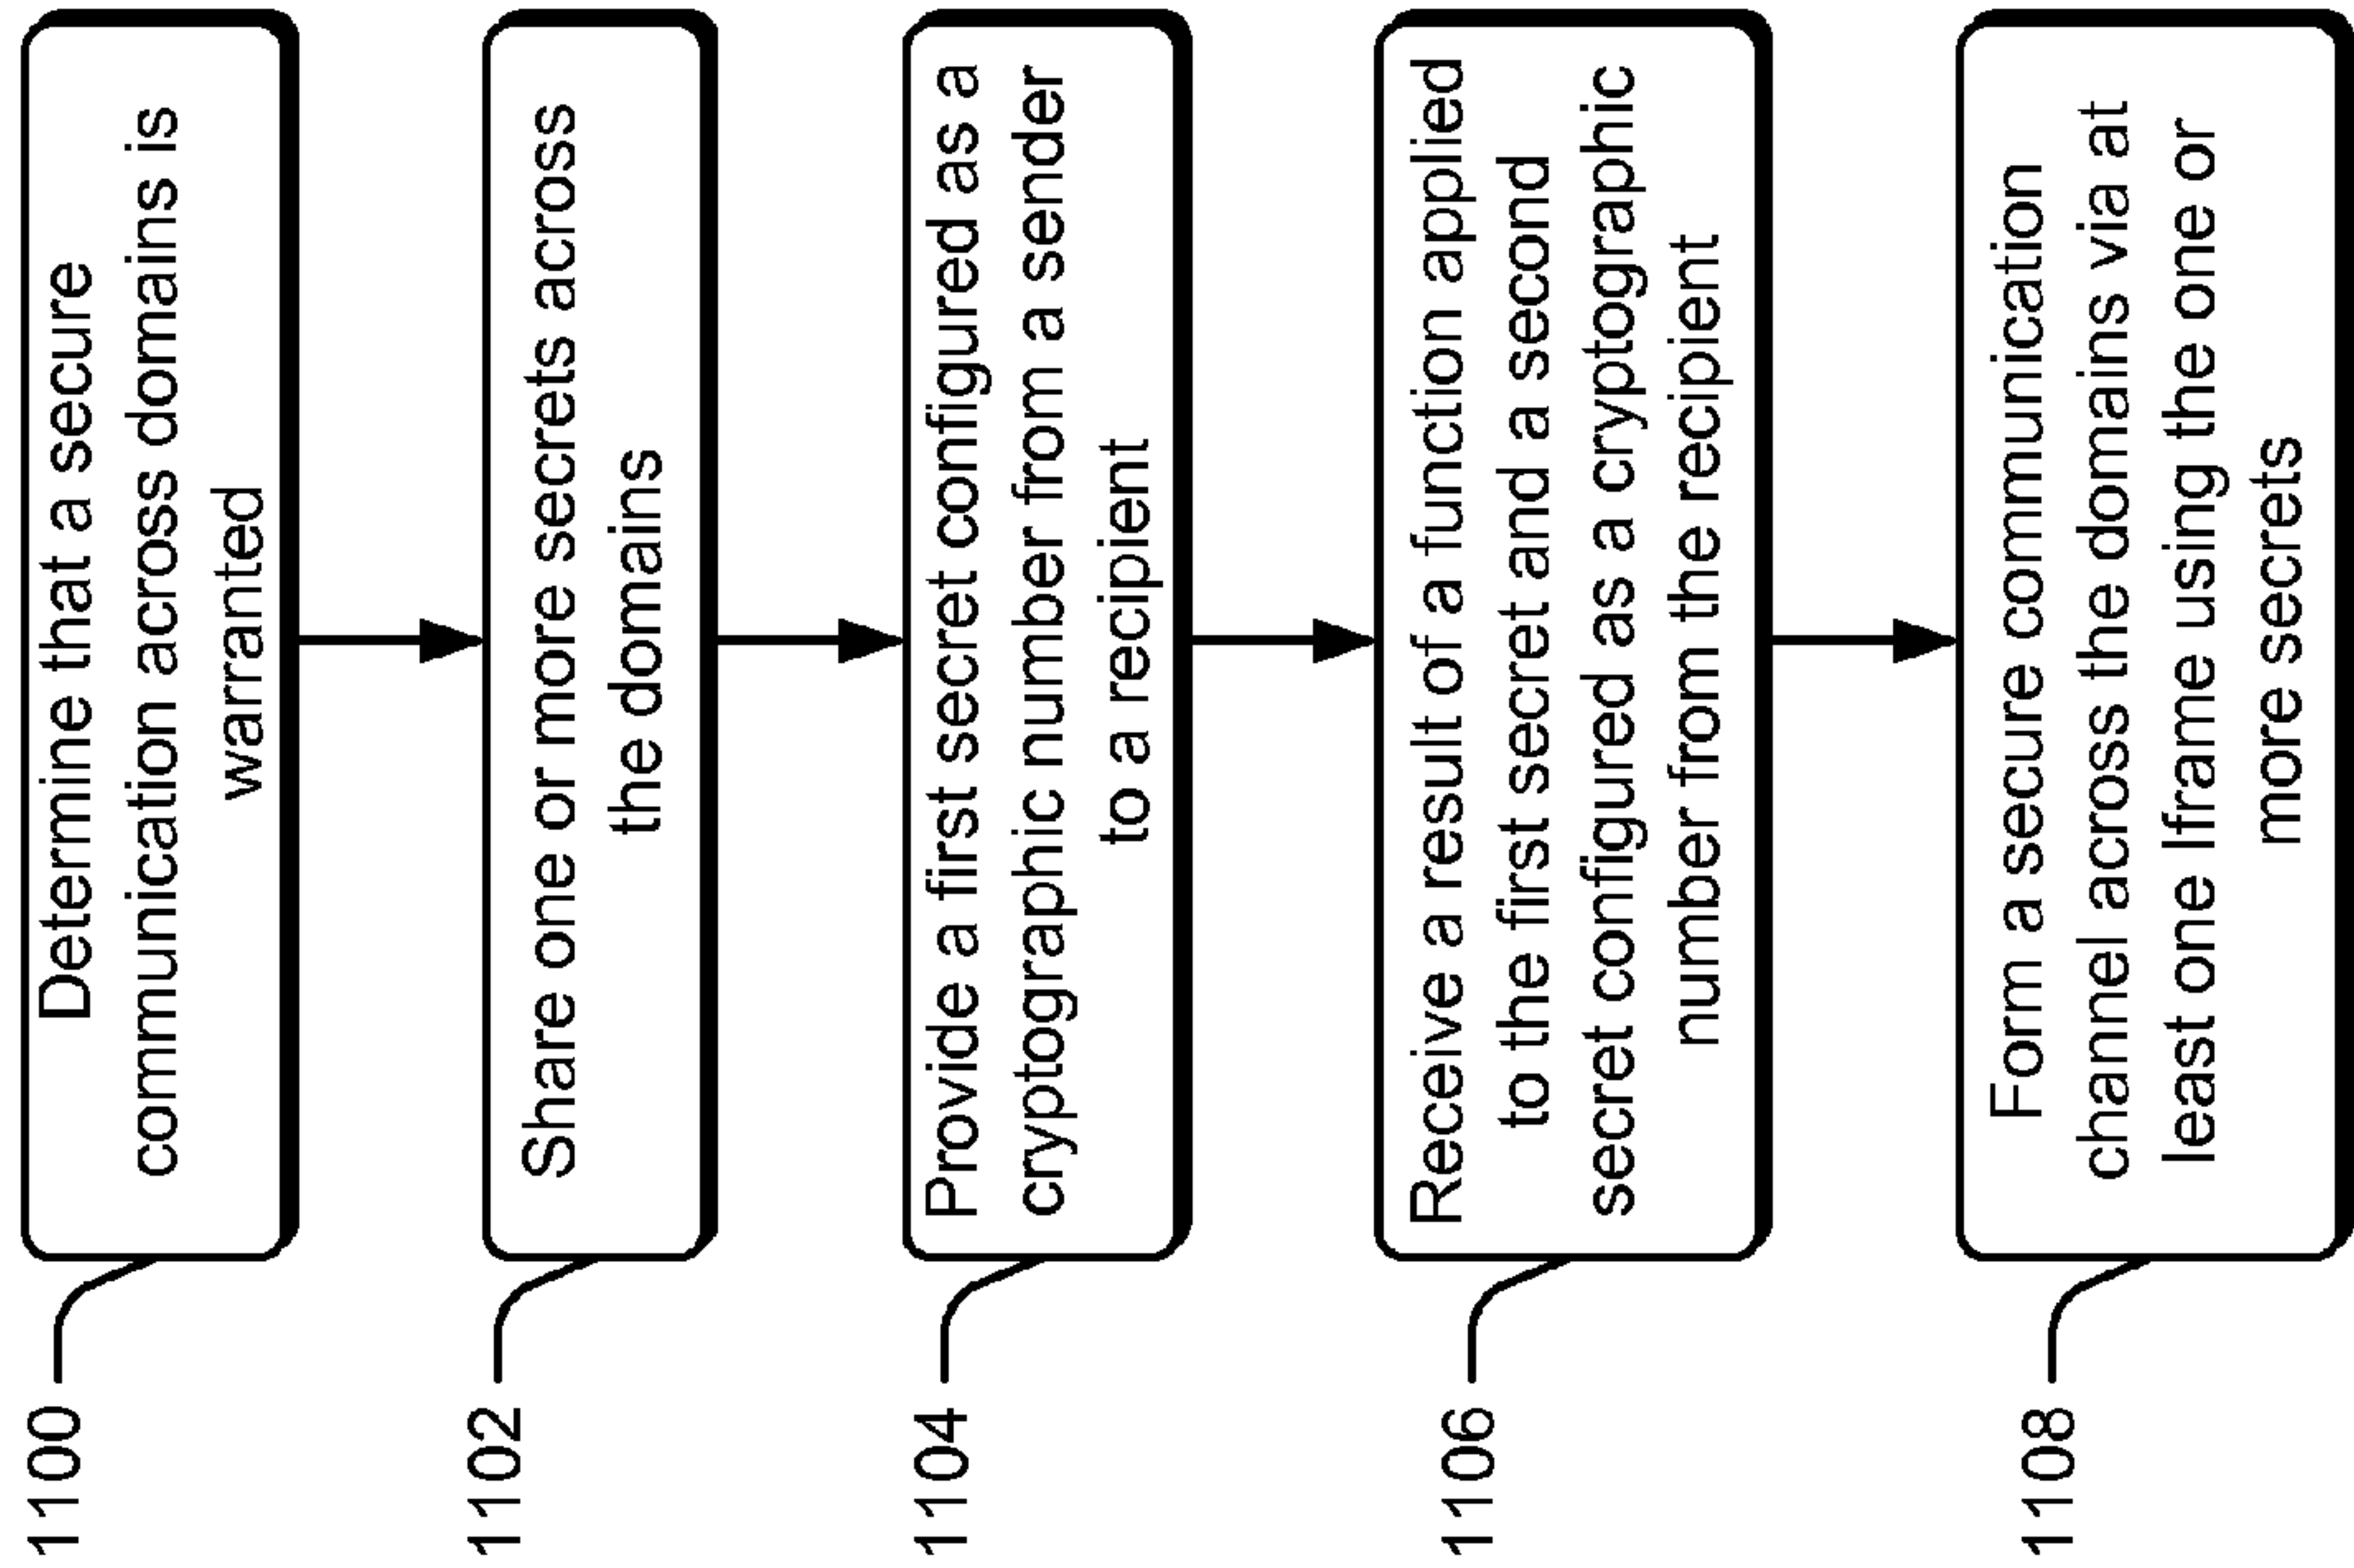 1100
Determine that a secure
communication across domains is
warranted
1102
Share one or more secrets across
the domains
1104
Provide a first secret configured as a
cryptographic number from a sender
to a recipient
1106
Receive a result of a function applied
to the first secret and a second
secret configured as a cryptographic
number from the recipient
1108
Form a secure communication
channel across the domains via at
least one Iframe using the one or
more secrets